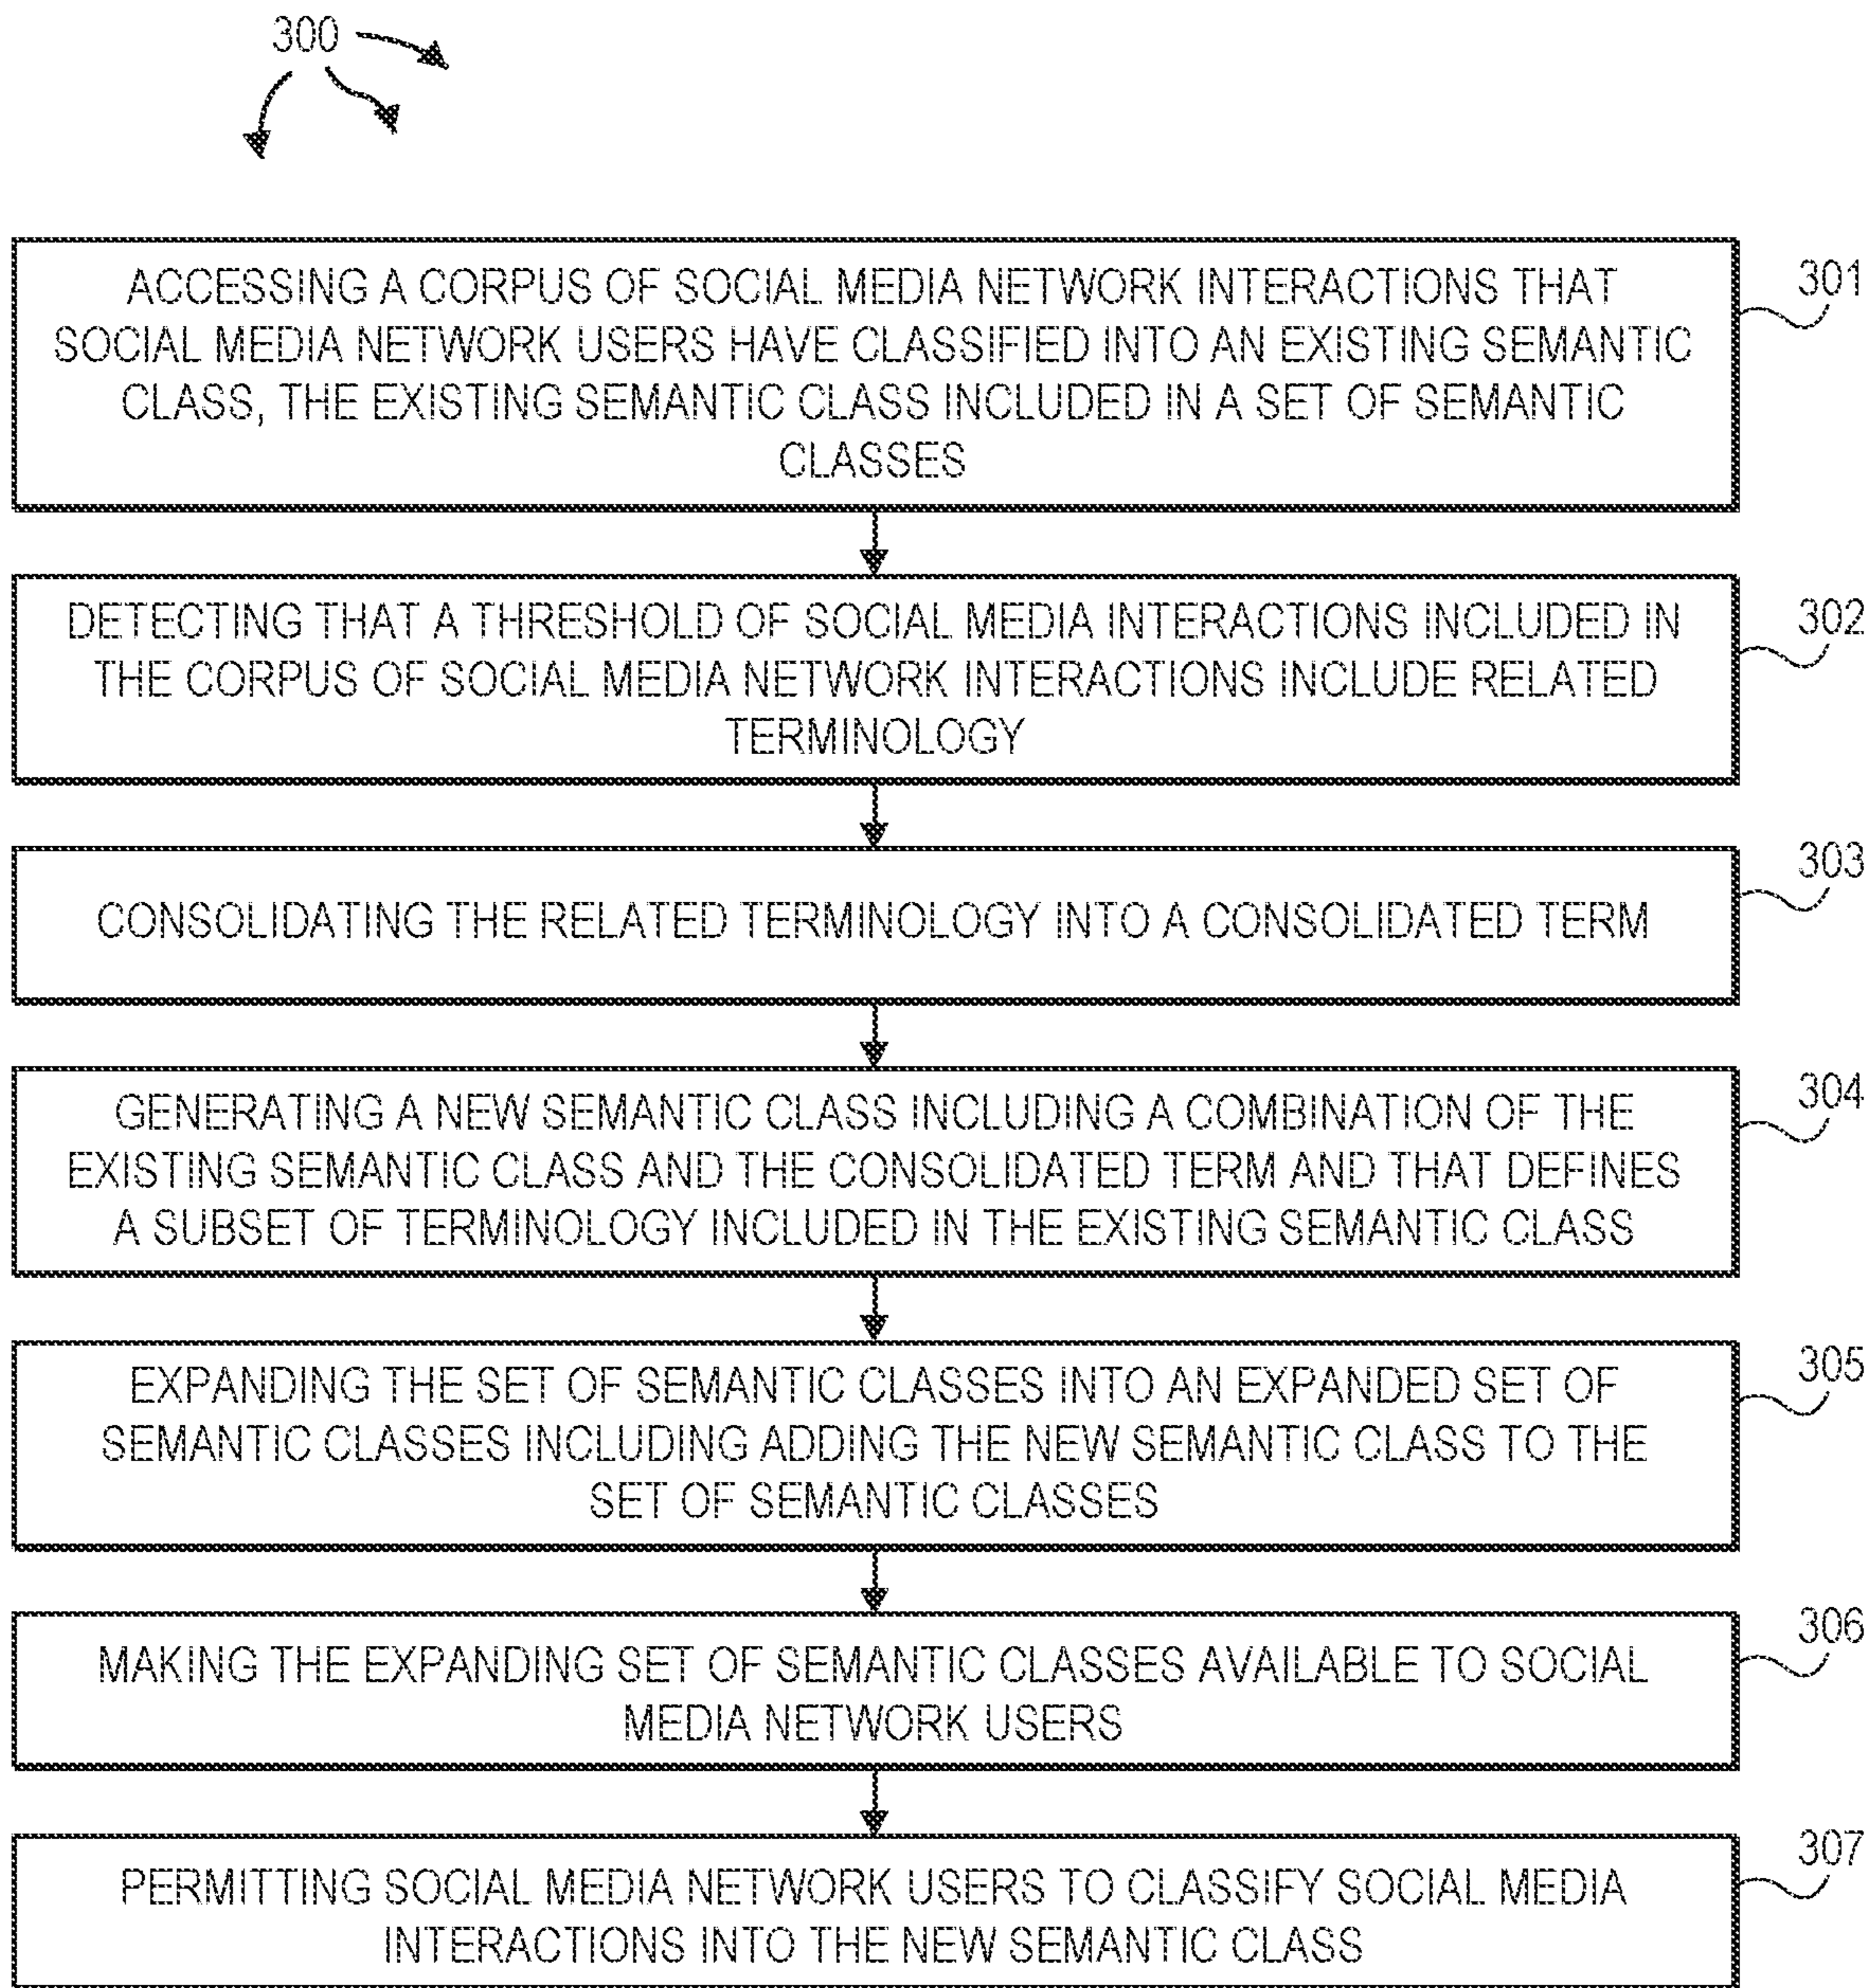 300
ACCESSING A CORPUS OF SOCIAL MEDIA NETWORK INTERACTIONS THAT
SOCIAL MEDIA NETWORK USERS HAVE CLASSIFIED INTO AN EXISTING SEMANTIC
CLASS, THE EXISTING SEMANTIC CLASS INCLUDED IN A SET OF SEMANTIC
CLASSES
301
DETECTING THAT A THRESHOLD OF SOCIAL MEDIA INTERACTIONS INCLUDED IN
THE CORPUS OF SOCIAL MEDIA NETWORK INTERACTIONS INCLUDE RELATED
TERMINOLOGY
302
CONSOLIDATING THE RELATED TERMINOLOGY INTO A CONSOLIDATED TERM
303
GENERATING A NEW SEMANTIC CLASS INCLUDING A COMBINATION OF THE
EXISTING SEMANTIC CLASS AND THE CONSOLIDATED TERM AND THAT DEFINES
A SUBSET OF TERMINOLOGY INCLUDED IN THE EXISTING SEMANTIC CLASS
304
EXPANDING THE SET OF SEMANTIC CLASSES INTO AN EXPANDED SET OF
SEMANTIC CLASSES INCLUDING ADDING THE NEW SEMANTIC CLASS TO THE
SET OF SEMANTIC CLASSES
305
MAKING THE EXPANDING SET OF SEMANTIC CLASSES AVAILABLE TO SOCIAL
MEDIA NETWORK USERS
306
PERMITTING SOCIAL MEDIA NETWORK USERS TO CLASSIFY SOCIAL MEDIA
INTERACTIONS INTO THE NEW SEMANTIC CLASS
307